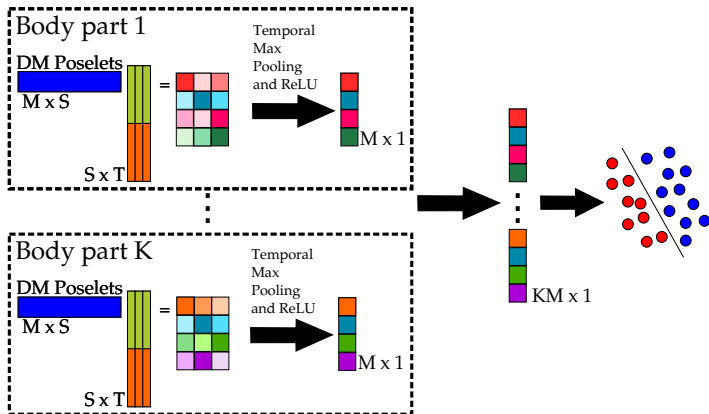 Body part 1
DM Poselets
M x S
=
S x T
Temporal
Max
Pooling
and ReLU
M x 1
Body part K
DM Poselets
M x S
=
S x T
Temporal
Max
Pooling
and ReLU
M x 1
KM x 1